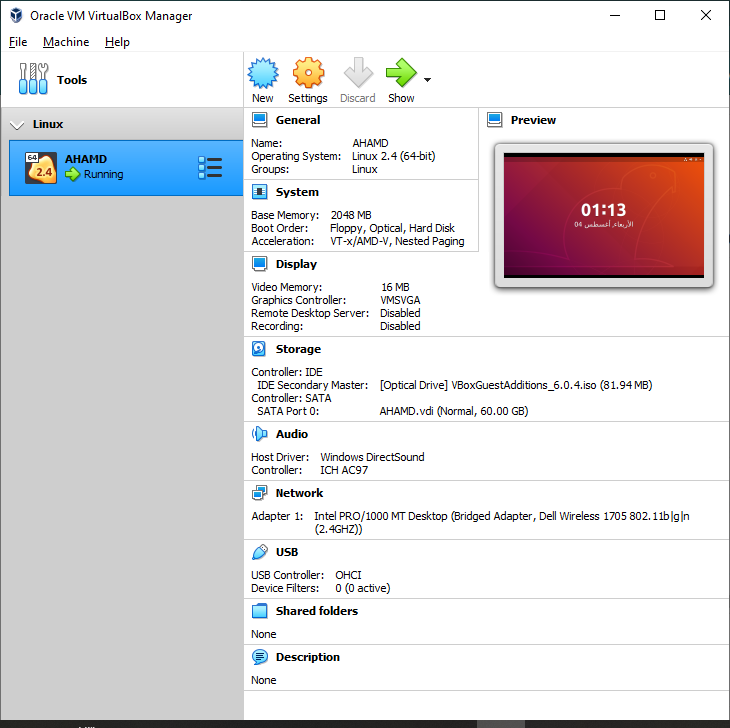 Oracle VM VirtualBox Manager
File Machine Help
Tools
New Settings Discard Show
Linux
64
2.4
AHAMD
Running
General
Name: AHAMD
Operating System: Linux 2.4 (64-bit)
Groups: Linux
Preview
01:13
الأربعاء, أغسطس 04
System
Base Memory: 2048 MB
Boot Order: Floppy, Optical, Hard Disk
Acceleration: VT-x/AMD-V, Nested Paging
Display
Video Memory: 16 MB
Graphics Controller: VMSVGA
Remote Desktop Server: Disabled
Recording: Disabled
Storage
Controller: IDE
IDE Secondary Master: [Optical Drive] VBoxGuestAdditions_6.0.4.iso (81.94 MB)
Controller: SATA
SATA Port 0: AHAMD.vdi (Normal, 60.00 GB)
Audio
Host Driver: Windows DirectSound
Controller: ICH AC97
Network
Adapter 1: Intel PRO/1000 MT Desktop (Bridged Adapter, Dell Wireless 1705 802.11b|g|n
(2.4GHZ))
USB
USB Controller: OHCI
Device Filters: 0 (0 active)
Shared folders
None
Description
None